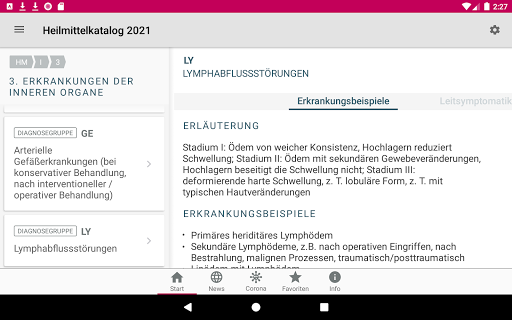 2:27
Heilmittelkatalog 2021
HM I 3
3. ERKRANKUNGEN DER
INNEREN ORGANE
DIAGNOSEGRUPPE GE
Arterielle
Gefäßerkrankungen (bei
konservativer Behandlung,
nach interventioneller /
operativer Behandlung)
DIAGNOSEGRUPPE LY
Lymphabflussstörungen
LY
LYMPHABFLUSSSTÖRUNGEN
Erkrankungsbeispiele Leitsymptomatik
ERLÄUTERUNG
Stadium I: Ödem von weicher Konsistenz, Hochlagern reduziert
Schwellung; Stadium II: Ödem mit sekundären Gewebeveränderungen,
Hochlagern beseitigt die Schwellung nicht; Stadium III:
deformierende harte Schwellung, z. T. lobuläre Form, z. T. mit
typischen Hautveränderungen
ERKRANKUNGSBEISPIELE
• Primäres heriditäres Lymphödem
• Sekundäre Lymphödeme, z.B. nach operativen Eingriffen, nach
Bestrahlung, malignen Prozessen, traumatisch/posttraumatisch
Lipödem mit Lymphödem
Start News Corona Favoriten Info